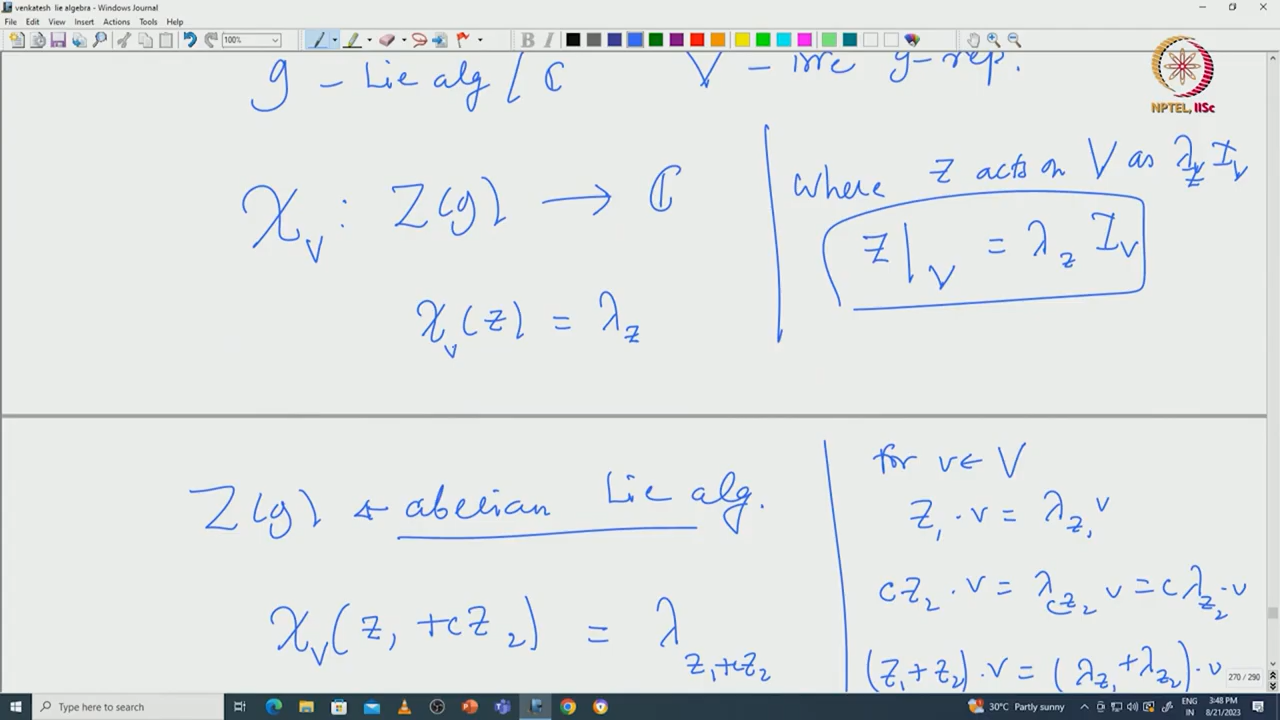 venkatesh lie algebra - Windows Journal
File Edit View Insert Actions Tools Help
100%
B I
NPTEL, IISc
g - Lie alg / ℂ V - irre g-rep.
χ_V : Z(g) → ℂ
χ_V(z) = λ_z
where z acts on V as λ_z I_V
z|_V = λ_z I_V
Z(g) ← abelian Lie alg.
χ_V(z_1 + cz_2) = λ_{z_1+cz_2}
for v ∈ V
z_1 · v = λ_{z_1} v
cz_2 · v = λ_{cz_2} v = cλ_{z_2} · v
(z_1 + z_2) · v = (λ_{z_1} + λ_{z_2}) · v
270 / 290
Type here to search
30°C Partly sunny
ENG
IN
3:48 PM
8/21/2023